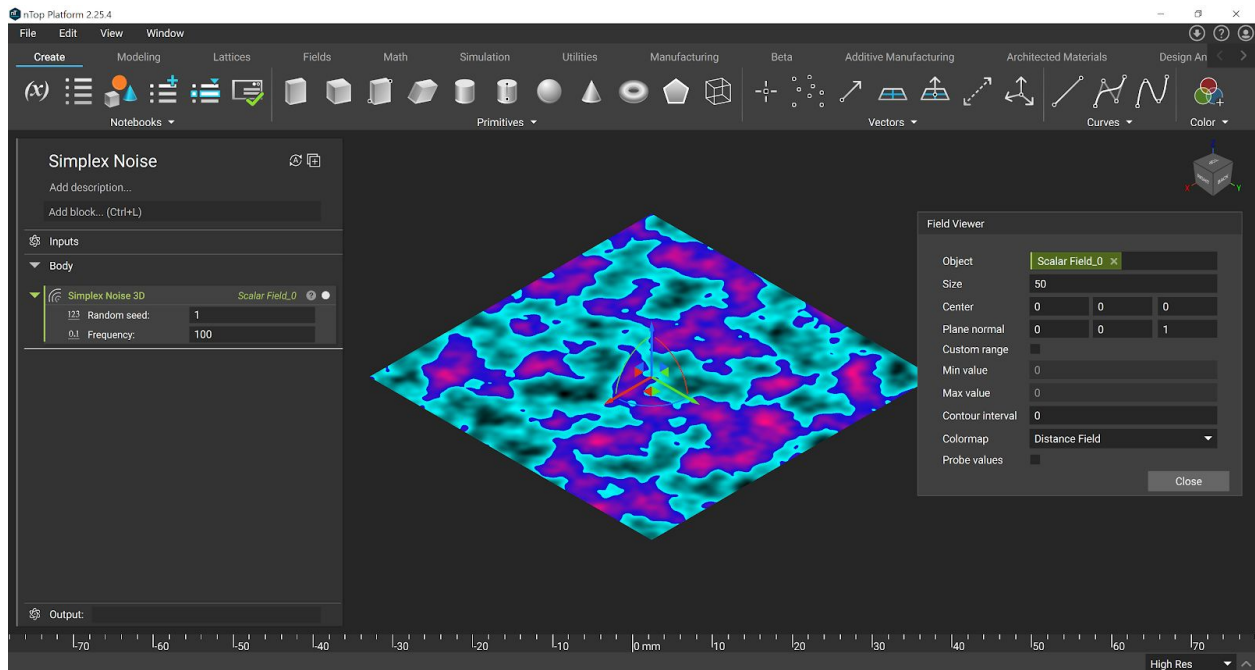 nTop Platform 2.25.4
File Edit View Window
Create Modeling Lattices Fields Math Simulation Utilities Manufacturing Beta Additive Manufacturing Architected Materials Design An
(x)
Notebooks Primitives Vectors Curves Color
Simplex Noise
Add description...
Add block... (Ctrl+L)
Inputs
Body
Simplex Noise 3D Scalar Field_0
123 Random seed: 1
0.1 Frequency: 100
Output:
Z
X
Y
RIGHT BACK
Field Viewer
Object Scalar Field_0
Size 50
Center 0 0 0
Plane normal 0 0 1
Custom range
Min value 0
Max value 0
Contour interval 0
Colormap Distance Field
Probe values
Close
-70 -60 -50 -40 -30 -20 -10 0 mm 10 20 30 40 50 60 70
High Res